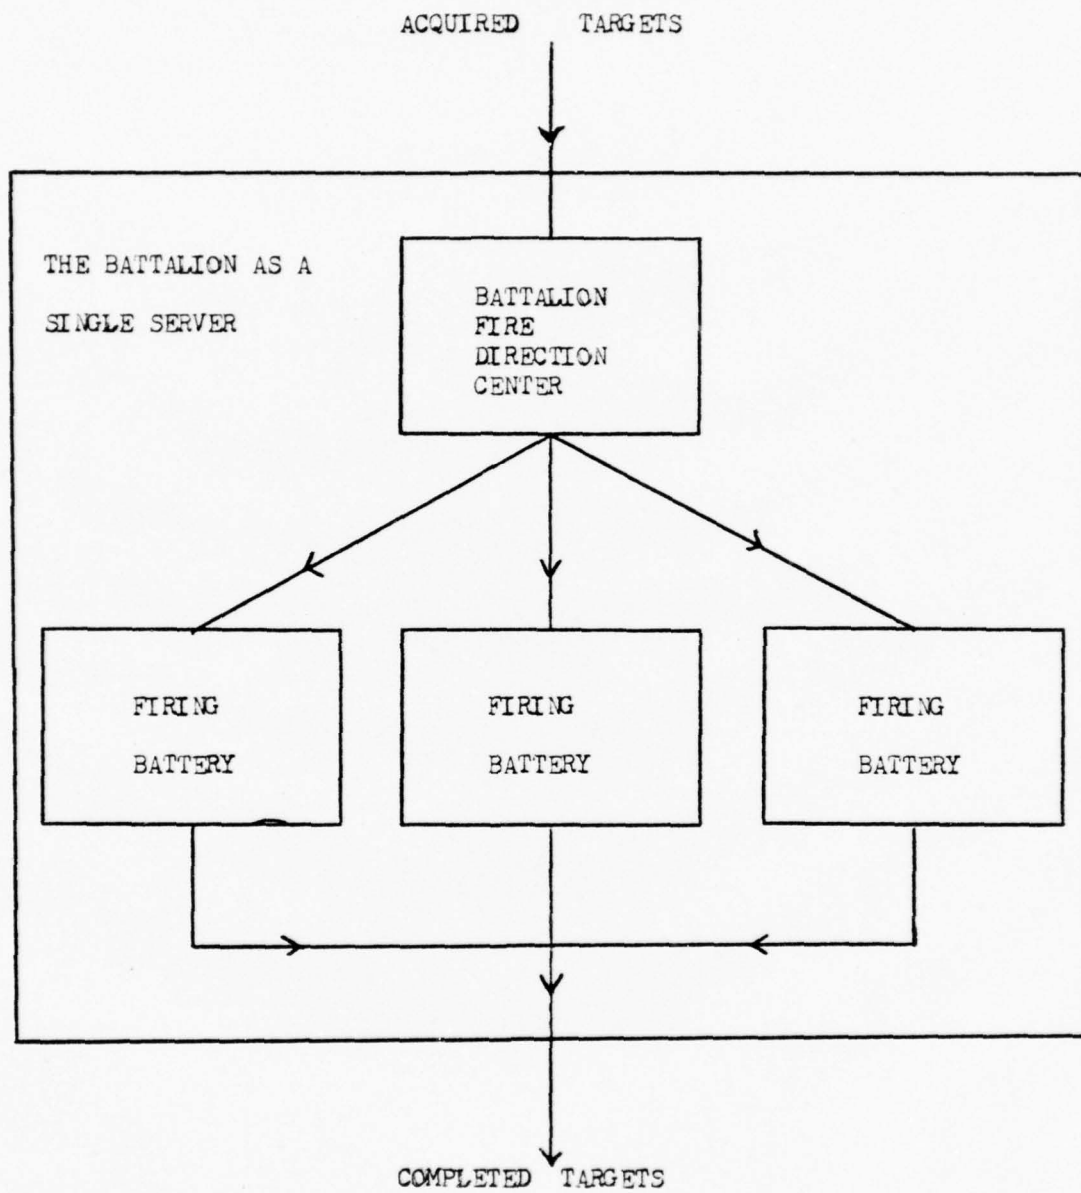 ACQUIRED TARGETS
THE BATTALION AS A
SINGLE SERVER
BATTALION
FIRE
DIRECTION
CENTER
FIRING
BATTERY
FIRING
BATTERY
FIRING
BATTERY
COMPLETED TARGETS